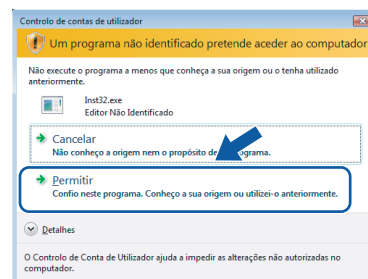 Controlo de contas de utilizador
Um programa não identificado pretende aceder ao computador
Não execute o programa a menos que conheça a sua origem ou o tenha utilizado
anteriormente.
Inst32.exe
Editor Não Identificado
Cancelar
Não conheço a origem nem o propósito de programa.
Permitir
Confio neste programa. Conheço a sua origem ou utilizei-o anteriormente.
Detalhes
O Controlo de Conta de Utilizador ajuda a impedir as alterações não autorizadas no
computador.